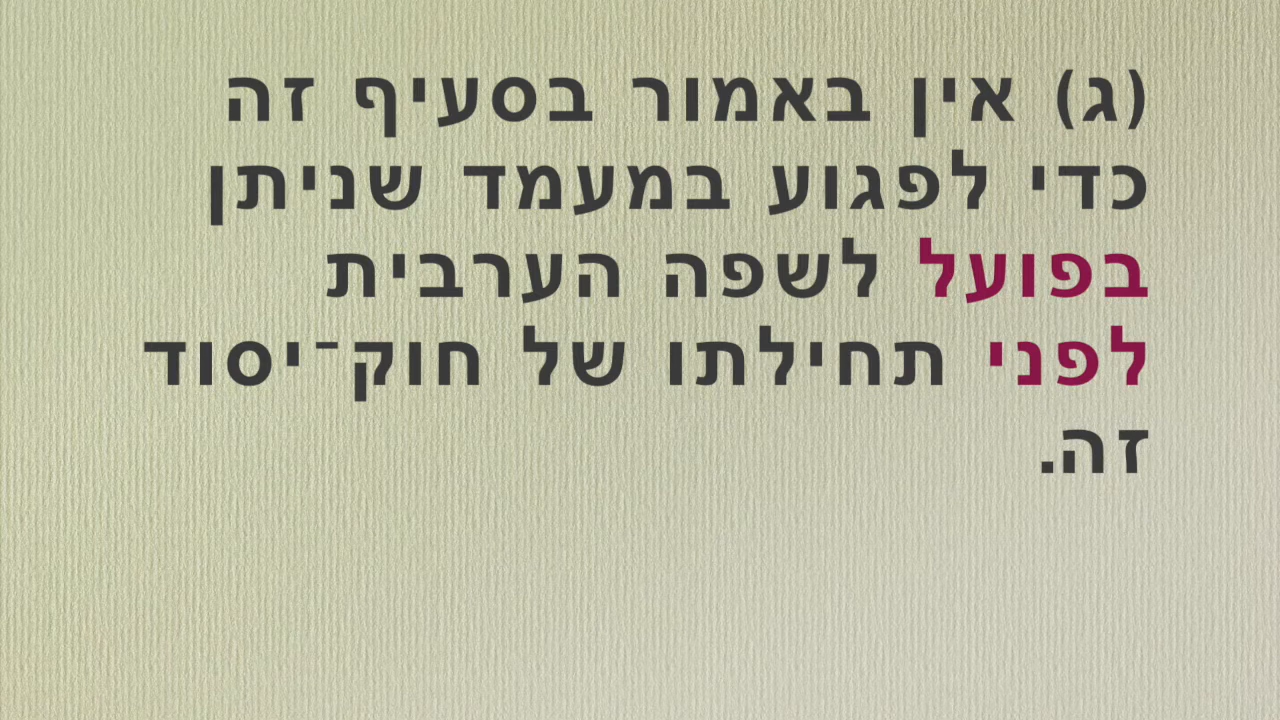 (ג) אין באמור בסעיף זה
כדי לפגוע במעמד שניתן
בפועל לשפה הערבית
לפני תחילתו של חוק־יסוד
זה.